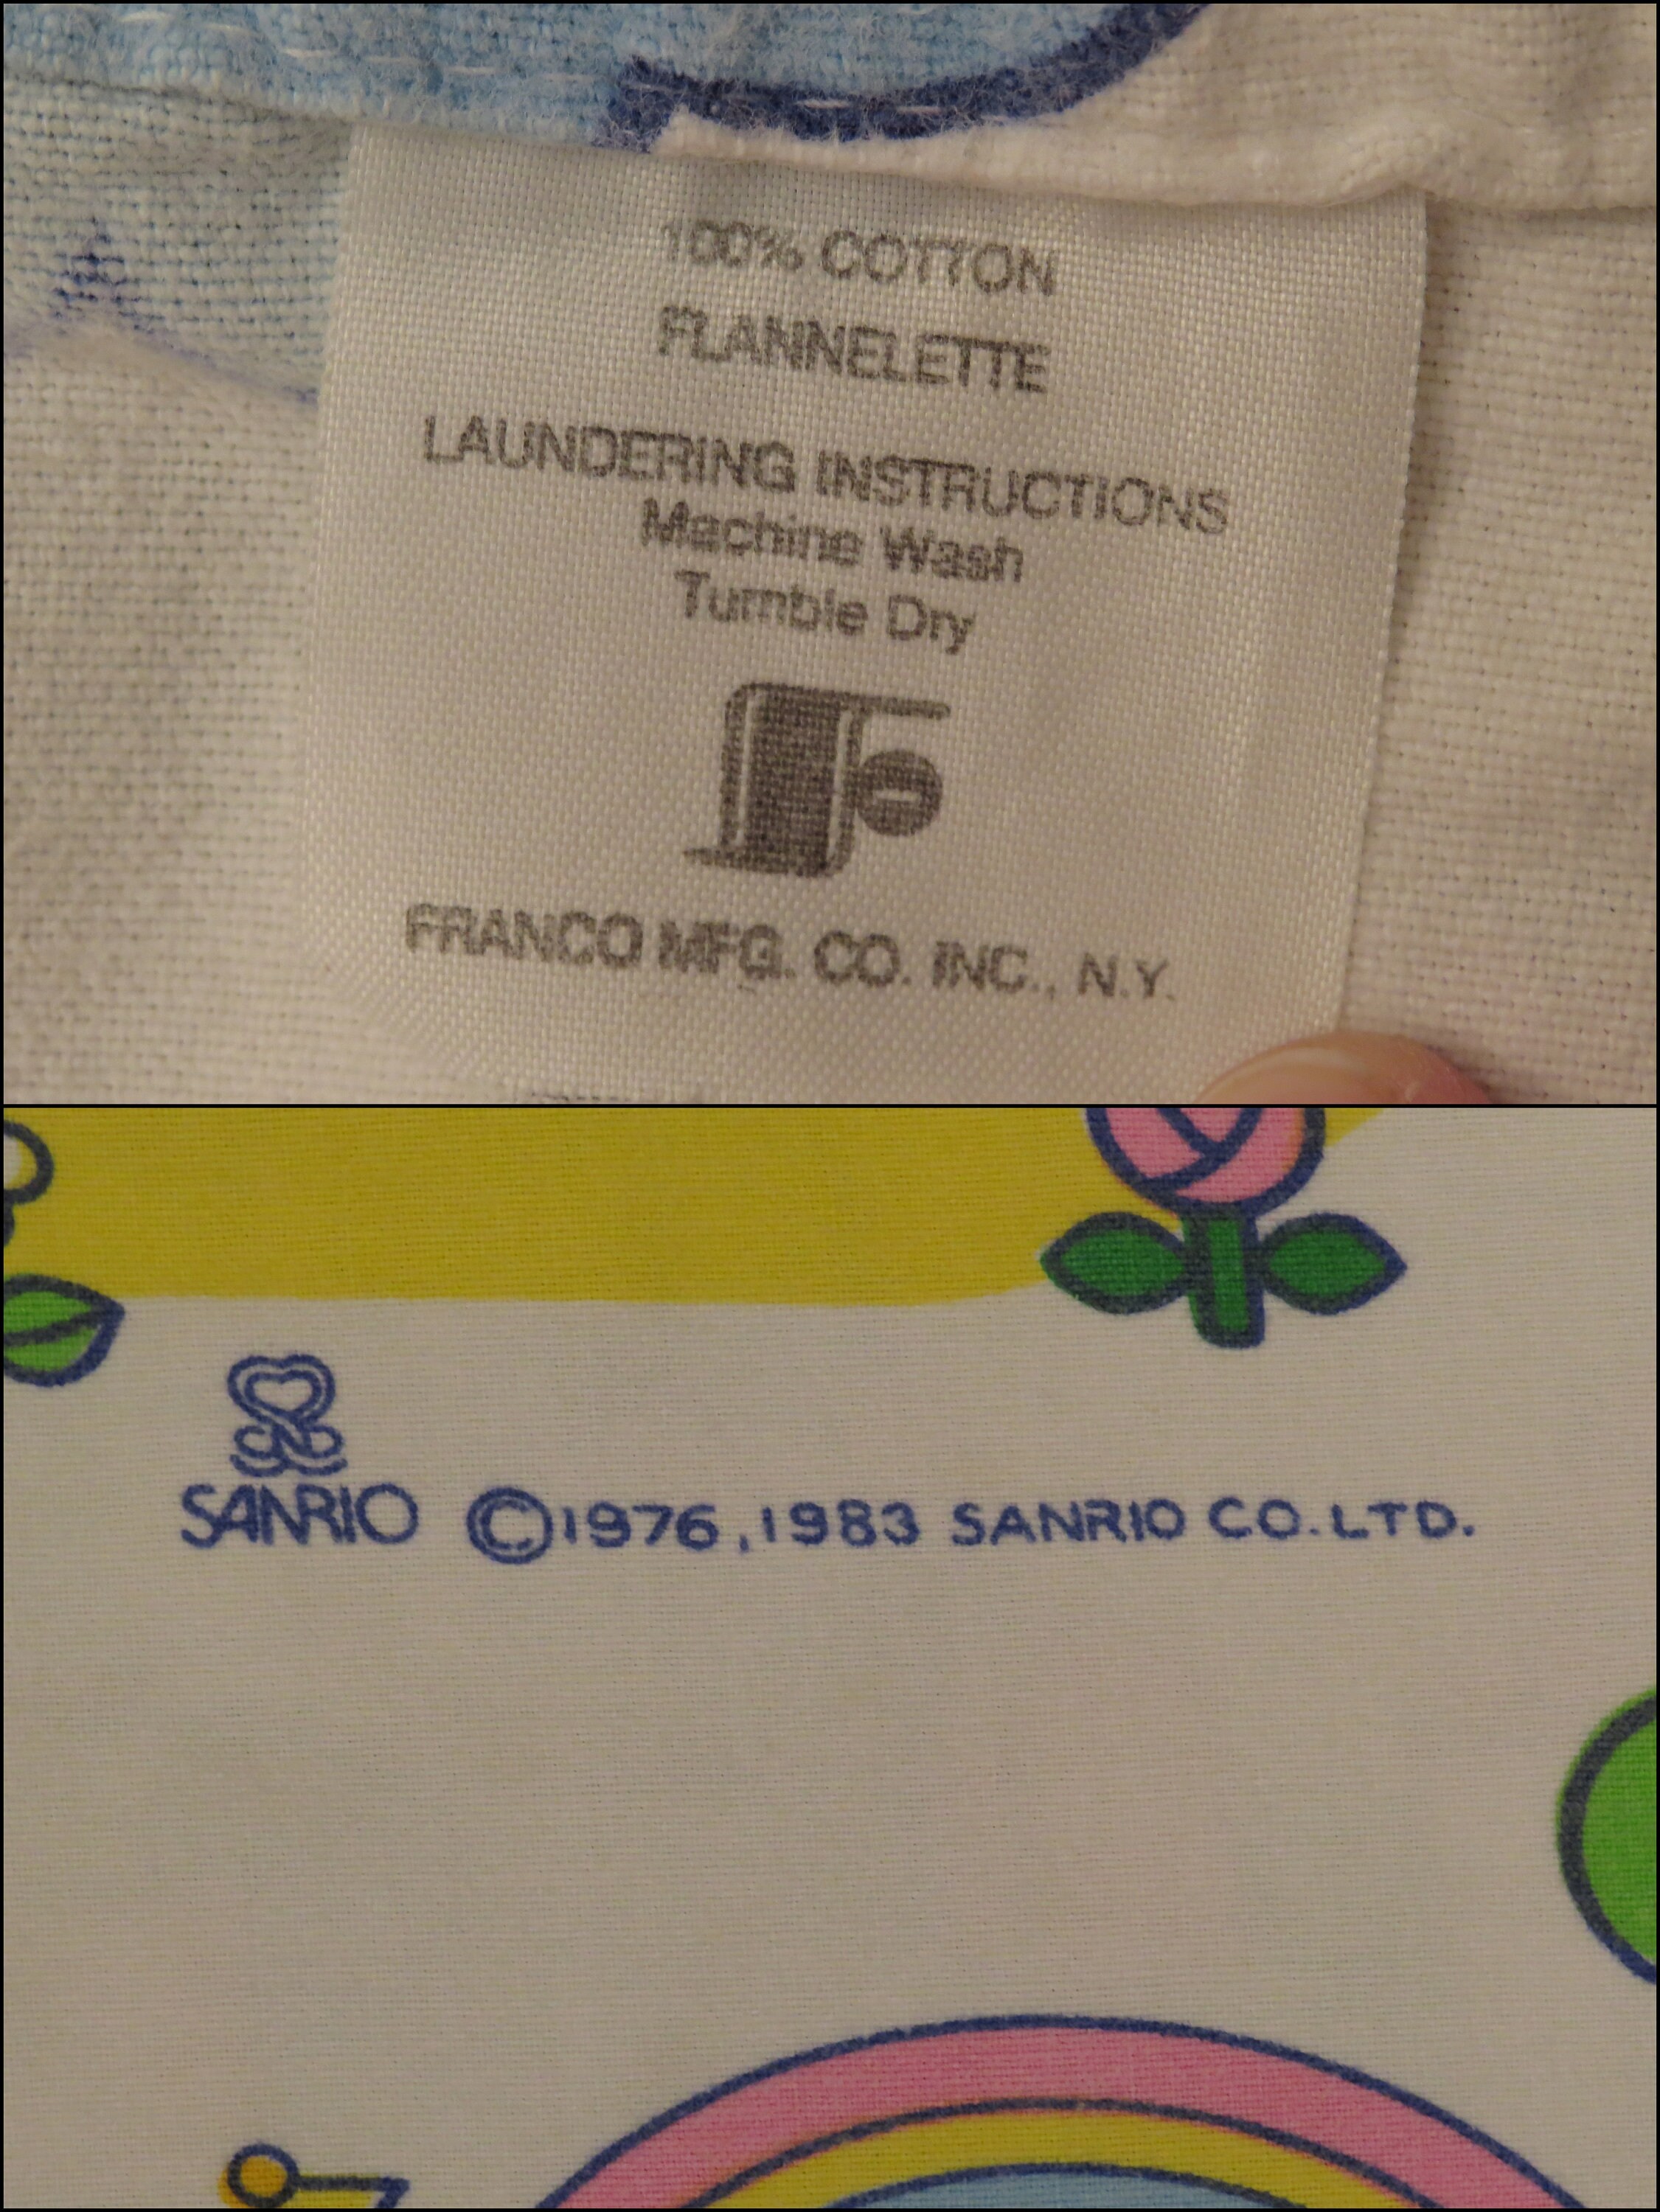 100% COTTON
FLANNELETTE
LAUNDERING INSTRUCTIONS
Machine Wash
Tumble Dry
FRANCO MFG. CO. INC., N.Y.
SANRIO ©1976,1983 SANRIO CO.LTD.